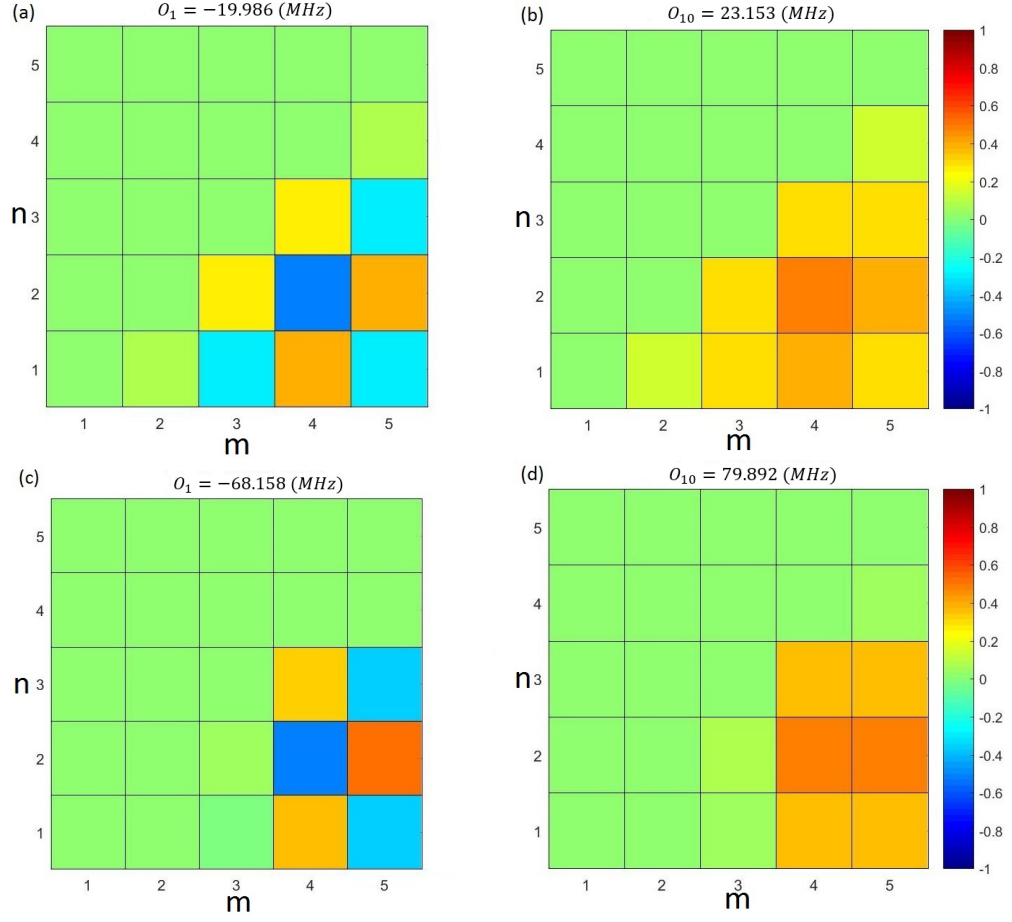 (a) O₁ = −19.986 (MHz)
5
4
n 3
2
1
1 2 3 4 5
m
(b) O₁₀ = 23.153 (MHz)
5
4
n 3
2
1
1 2 3 4 5
m
1
0.8
0.6
0.4
0.2
0
-0.2
-0.4
-0.6
-0.8
-1
(c) O₁ = −68.158 (MHz)
5
4
n 3
2
1
1 2 3 4 5
m
(d) O₁₀ = 79.892 (MHz)
5
4
n 3
2
1
1 2 3 4 5
m
1
0.8
0.6
0.4
0.2
0
-0.2
-0.4
-0.6
-0.8
-1